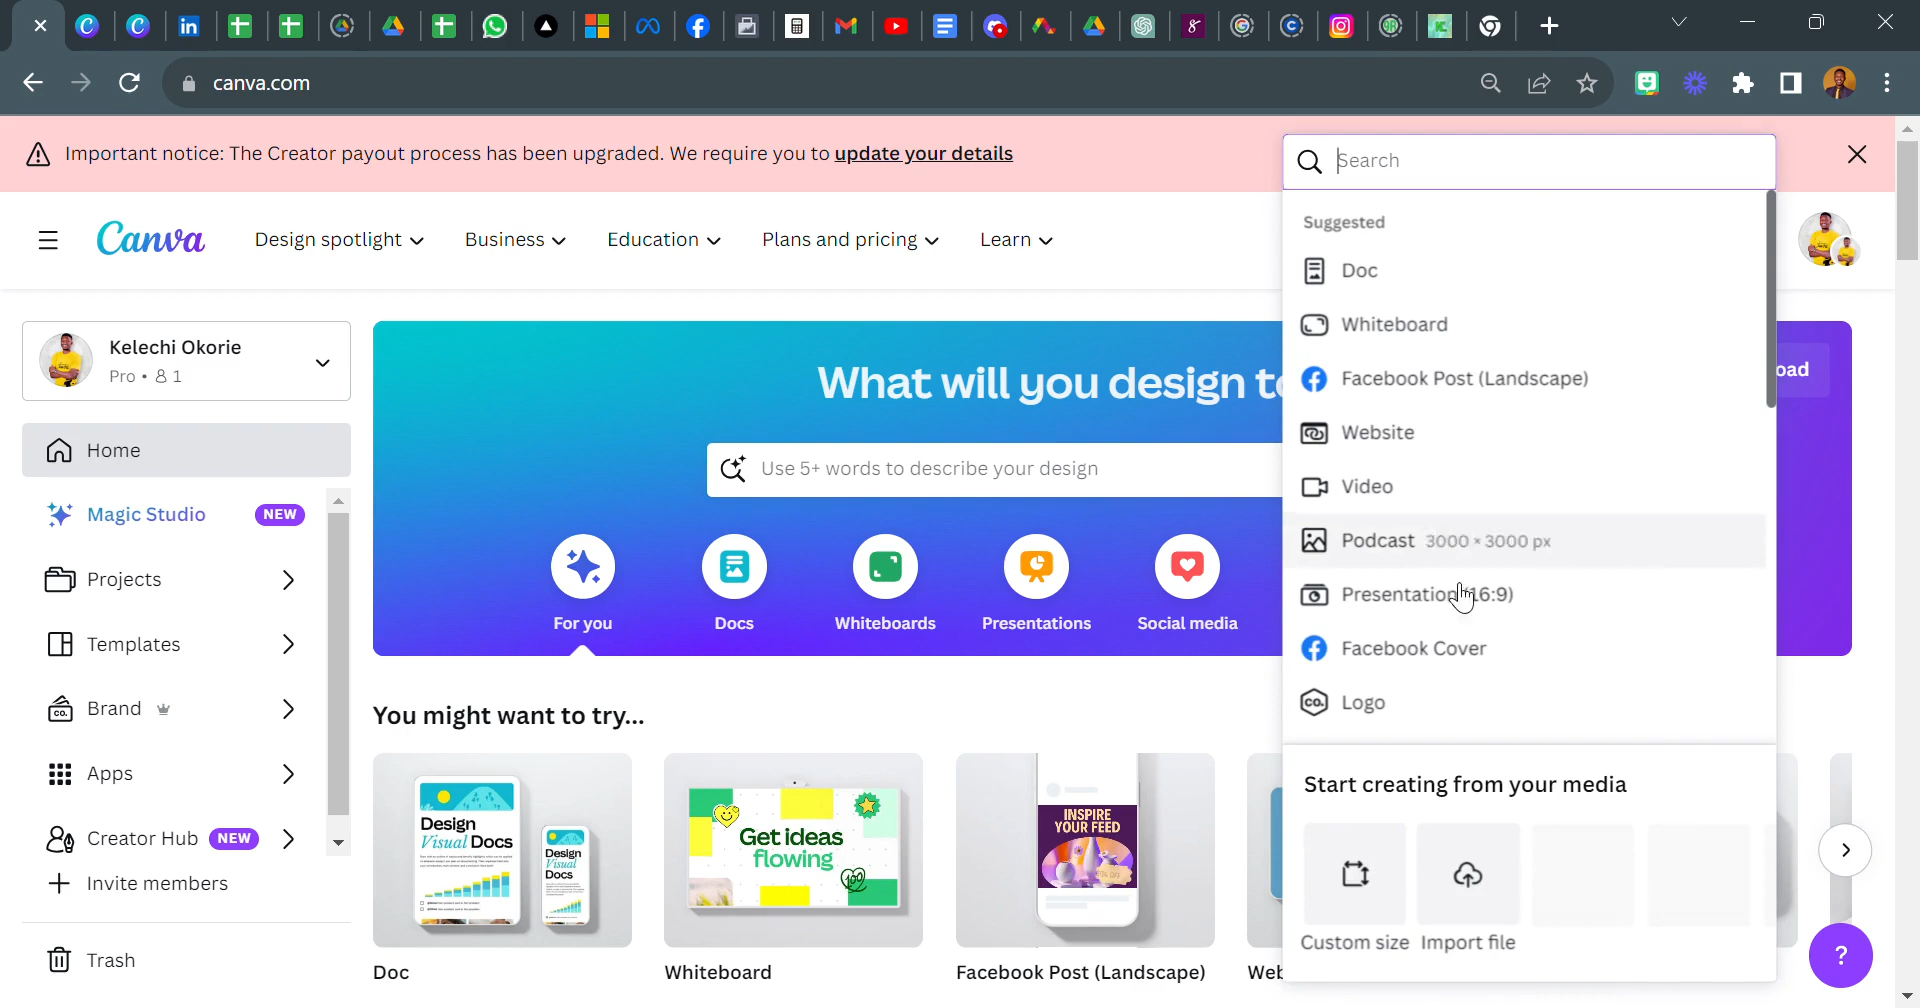 canva.com
Important notice: The Creator payout process has been upgraded. We require you to update your details
Canva
Design spotlight
Business
Education
Plans and pricing
Learn
Kelechi Okorie
Pro • 1
Home
Magic Studio NEW
Projects
Templates
Brand
Apps
Creator Hub NEW
Invite members
Trash
What will you design
Use 5+ words to describe your design
For you
Docs
Whiteboards
Presentations
Social media
You might want to try...
Design
Visual Docs
Design
Visual
Docs
Doc
Get ideas
flowing
100
Whiteboard
INSPIRE
YOUR FEED
Facebook Post (Landscape)
Search
Suggested
Doc
Whiteboard
Facebook Post (Landscape)
Website
Video
Podcast 3000 × 3000 px
Presentation (16:9)
Facebook Cover
CO.
Logo
Start creating from your media
Custom size
Import file
?